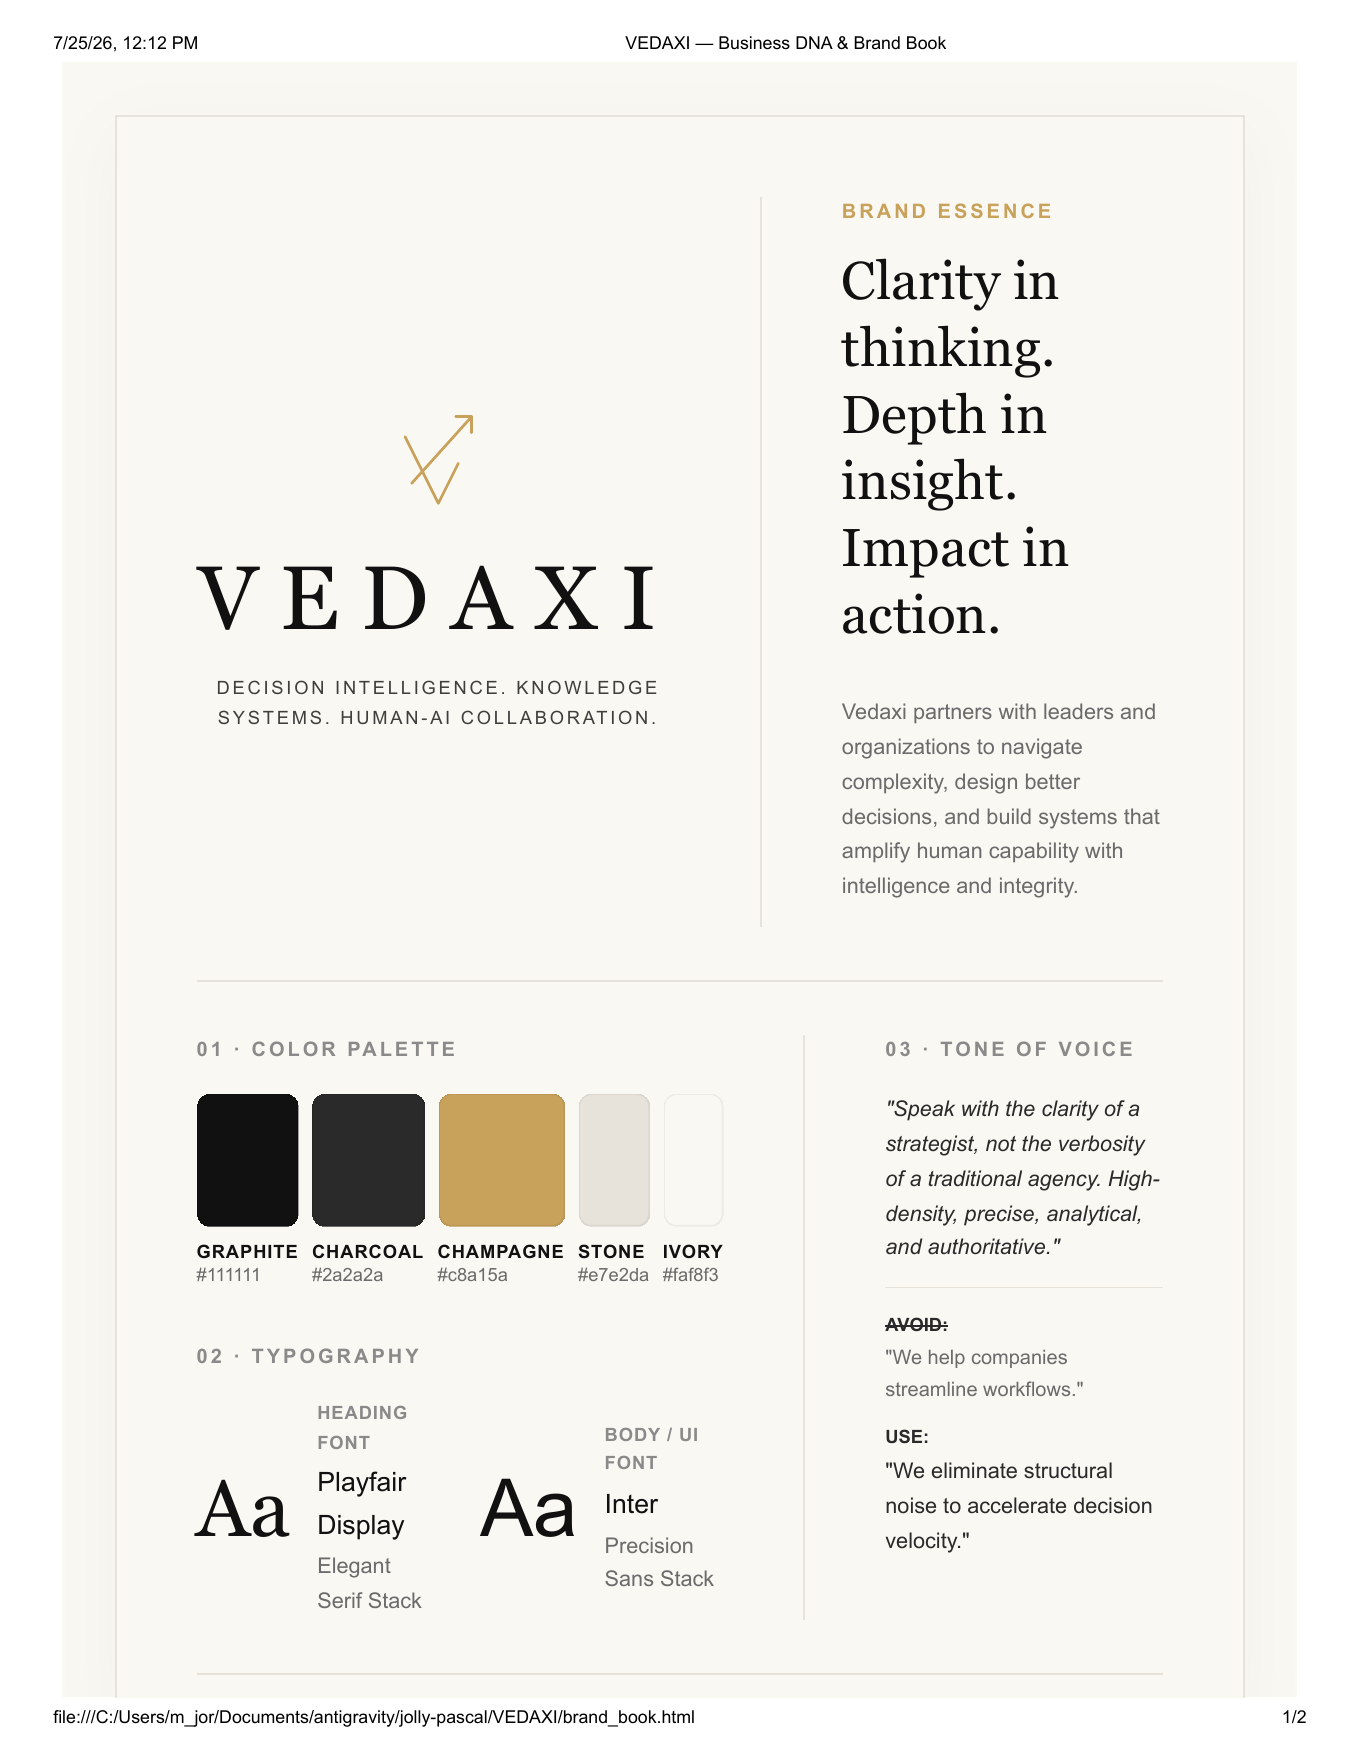 7/25/26, 12:12 PM
VEDAXI — Business DNA & Brand Book
VEDAXI
DECISION INTELLIGENCE. KNOWLEDGE
SYSTEMS. HUMAN-AI COLLABORATION.
BRAND ESSENCE
Clarity in
thinking.
Depth in
insight.
Impact in
action.
Vedaxi partners with leaders and
organizations to navigate
complexity, design better
decisions, and build systems that
amplify human capability with
intelligence and integrity.
01 · COLOR PALETTE
GRAPHITE
#111111
CHARCOAL
#2a2a2a
CHAMPAGNE
#c8a15a
STONE
#e7e2da
IVORY
#faf8f3
02 · TYPOGRAPHY
Aa
HEADING
FONT
Playfair
Display
Elegant
Serif Stack
Aa
BODY / UI
FONT
Inter
Precision
Sans Stack
03 · TONE OF VOICE
"Speak with the clarity of a
strategist, not the verbosity
of a traditional agency. High-
density, precise, analytical,
and authoritative."
AVOID:
"We help companies
streamline workflows."
USE:
"We eliminate structural
noise to accelerate decision
velocity."
file:///C:/Users/m_jor/Documents/antigravity/jolly-pascal/VEDAXI/brand_book.html
1/2